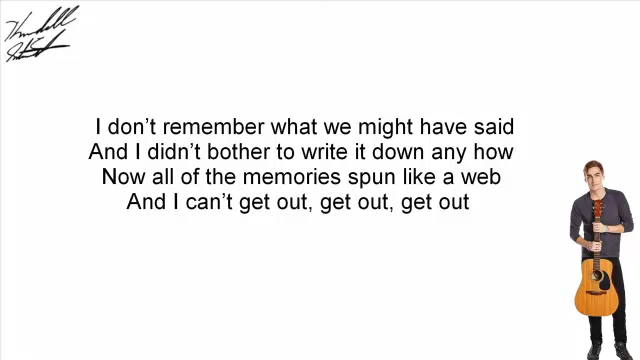 I don't remember what we might have said
And I didn't bother to write it down any how
Now all of the memories spun like a web
And I can't get out, get out, get out